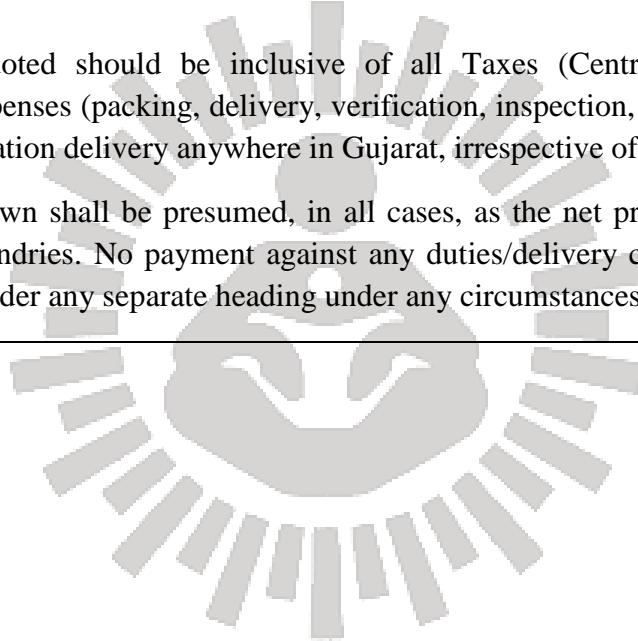 oted should be inclusive of all Taxes (Centr
penses (packing, delivery, verification, inspection,
ation delivery anywhere in Gujarat, irrespective of
wn shall be presumed, in all cases, as the net pr
ndries. No payment against any duties/delivery c
der any separate heading under any circumstances